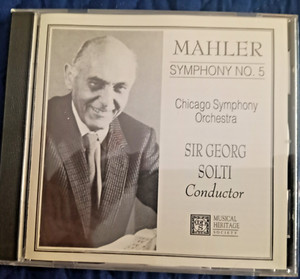 MAHLER
SYMPHONY NO. 5
Chicago Symphony
Orchestra
SIR GEORG
SOLTI
Conductor
MUSICAL
HERITAGE
SOCIETY